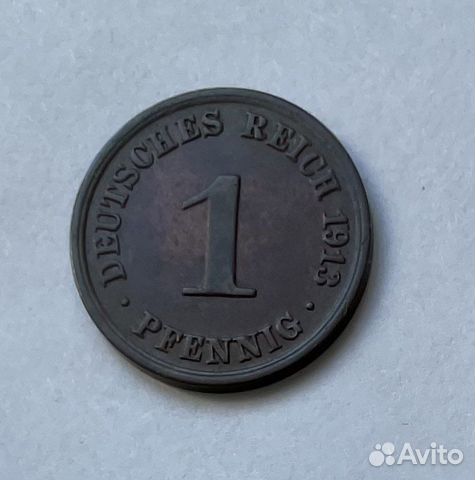 DEUTSCHES REICH 1913
1
· PFENNIG ·
Avito